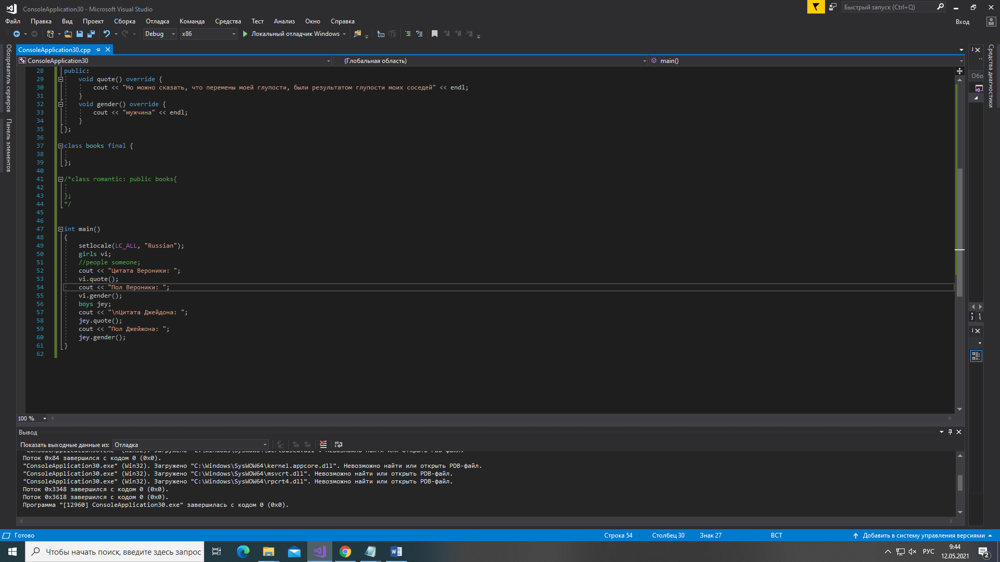 ConsoleApplication30 - Microsoft Visual Studio
Быстрый запуск (Ctrl+Q)
Файл Правка Вид Проект Сборка Отладка Команда Средства Тест Анализ Окно Справка
Вход
Debug x86 Локальный отладчик Windows
Обозреватель серверов
Панель элементов
Средства диагностики
ConsoleApplication30.cpp
ConsoleApplication30 (Глобальная область) main()
Обо
28 public:
29 void quote() override {
30 cout << "Но можно сказать, что перемены моей глупости, были результатом глупости моих соседей" << endl;
31 }
32 void gender() override {
33 cout << "мужчина" << endl;
34 }
35 };
36
37 class books final {
38
39 };
40
41 /*class romantic: public books{
42
43 };
44 */
45
46
47 int main()
48 {
49 setlocale(LC_ALL, "Russian");
50 girls vi;
51 //people someone;
52 cout << "Цитата Вероники: ";
53 vi.quote();
54 cout << "Пол Вероники: ";
55 vi.gender();
56 boys jey;
57 cout << "\nЦитата Джейдона: ";
58 jey.quote();
59 cout << "Пол Джейжона: ";
60 jey.gender();
61 }
62
100 %
Вывод
Показать выходные данные из: Отладка
Поток 0x84 завершился с кодом 0 (0x0).
"ConsoleApplication30.exe" (Win32). Загружено "C:\Windows\SysWOW64\kernel.appcore.dll". Невозможно найти или открыть PDB-файл.
"ConsoleApplication30.exe" (Win32). Загружено "C:\Windows\SysWOW64\msvcrt.dll". Невозможно найти или открыть PDB-файл.
"ConsoleApplication30.exe" (Win32). Загружено "C:\Windows\SysWOW64\rpcrt4.dll". Невозможно найти или открыть PDB-файл.
Поток 0x3348 завершился с кодом 0 (0x0).
Поток 0x3618 завершился с кодом 0 (0x0).
Программа "[12960] ConsoleApplication30.exe" завершилась с кодом 0 (0x0).
Готово Строка 54 Столбец 30 Знак 27 ВСТ Добавить в систему управления версиями
Чтобы начать поиск, введите здесь запрос
РУС
9:44
12.05.2021
2